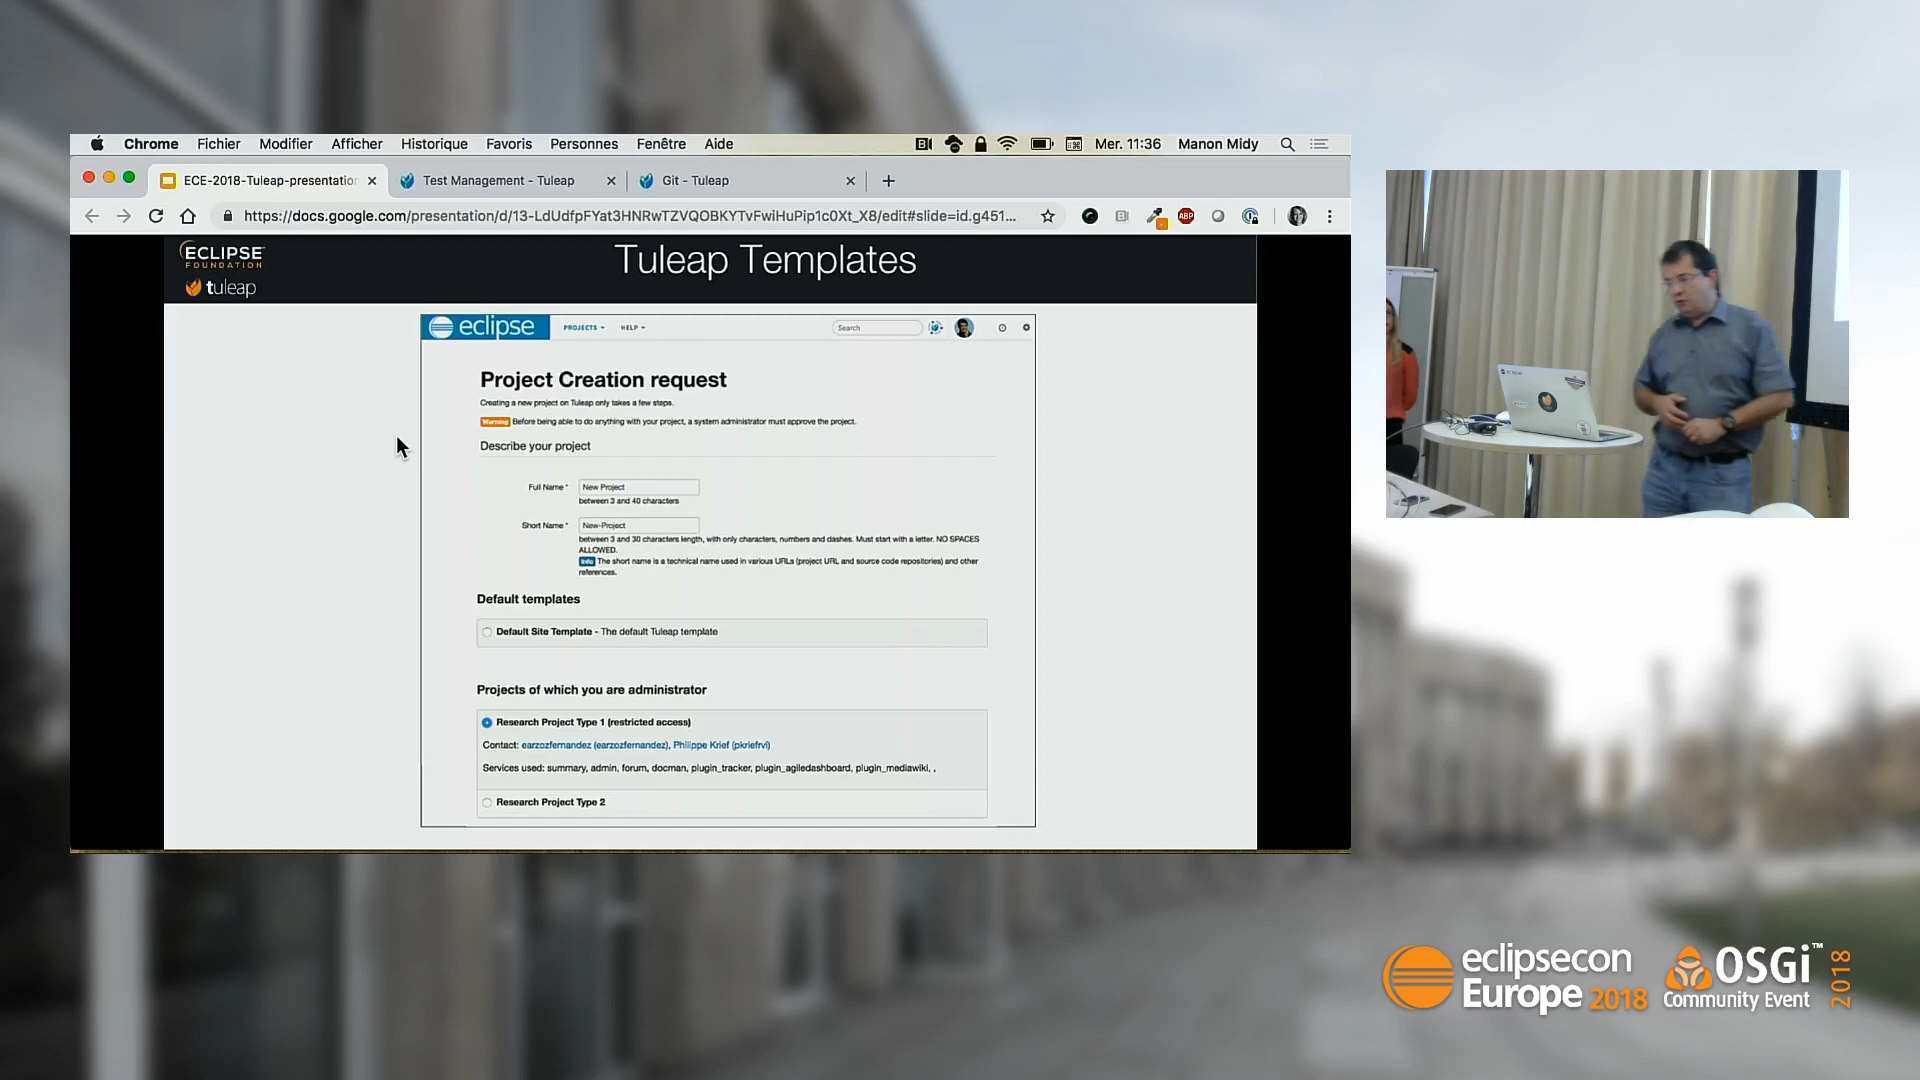 Chrome Fichier Modifier Afficher Historique Favoris Personnes Fenêtre Aide Mer. 11:36 Manon Midy
ECE-2018-Tuleap-presentation Test Management - Tuleap Git - Tuleap
https://docs.google.com/presentation/d/13-LdUdfpFYat3HNRwTZVQOBKYTvFwiHuPip1c0Xt_X8/edit#slide=id.g451... ABP
ECLIPSE
FOUNDATION
tuleap
Tuleap Templates
eclipse PROJECTS HELP Search
Project Creation request
Creating a new project on Tuleap only takes a few steps.
Warning Before being able to do anything with your project, a system administrator must approve the project.
Describe your project
Full Name * New Project
between 3 and 40 characters
Short Name * New-Project
between 3 and 30 characters length, with only characters, numbers and dashes. Must start with a letter. NO SPACES
ALLOWED.
Info The short name is a technical name used in various URLs (project URL and source code repositories) and other
references.
Default templates
Default Site Template - The default Tuleap template
Projects of which you are administrator
Research Project Type 1 (restricted access)
Contact: earzozfernandez (earzozfernandez), Philippe Krief (pkriefrvi)
Services used: summary, admin, forum, docman, plugin_tracker, plugin_agiledashboard, plugin_mediawiki, ,
Research Project Type 2
eclipsecon
Europe 2018
OSGi™
Community Event
2018